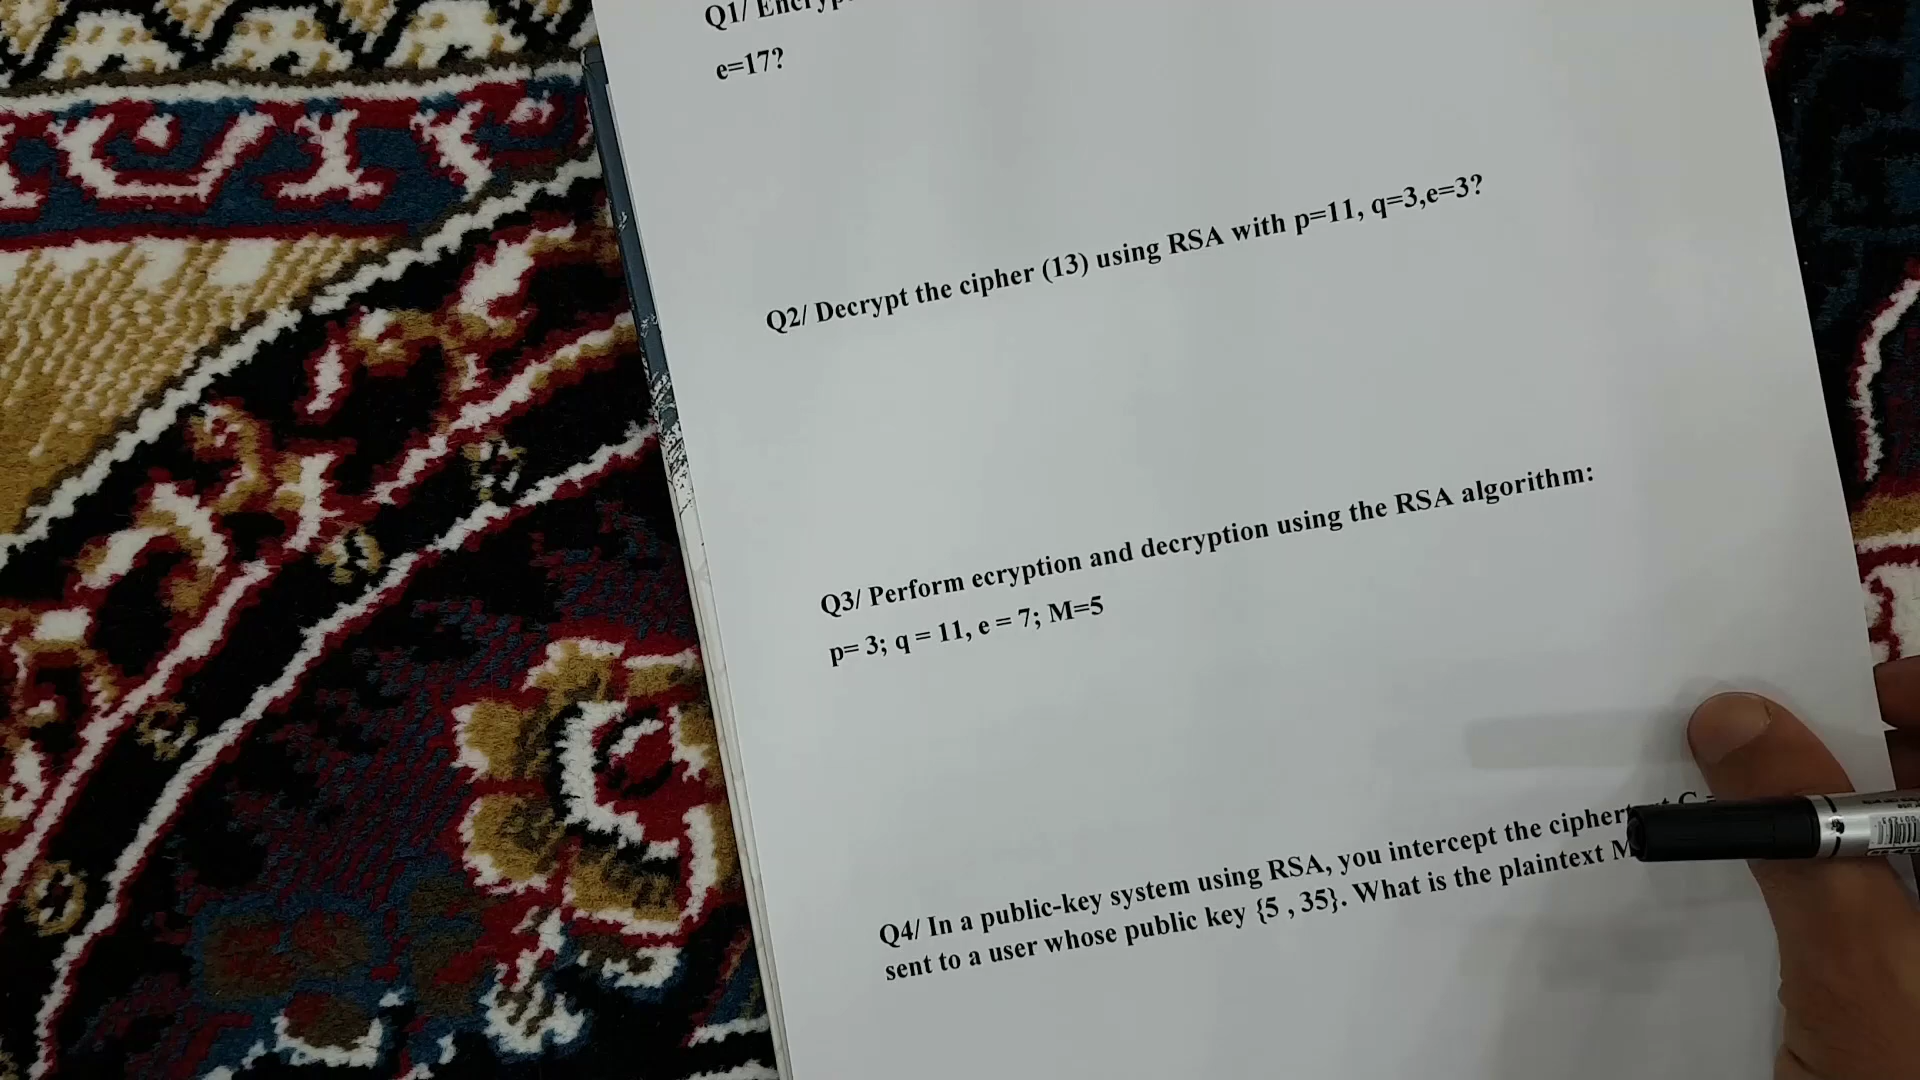 Q1/
e=17?
Q2/ Decrypt the cipher (13) using RSA with p=11, q=3,e=3?
Q3/ Perform ecryption and decryption using the RSA algorithm:
p= 3; q = 11, e = 7; M=5
Q4/ In a public-key system using RSA, you intercept the
sent to a user whose public key {5 , 35}. What is the plaintext M